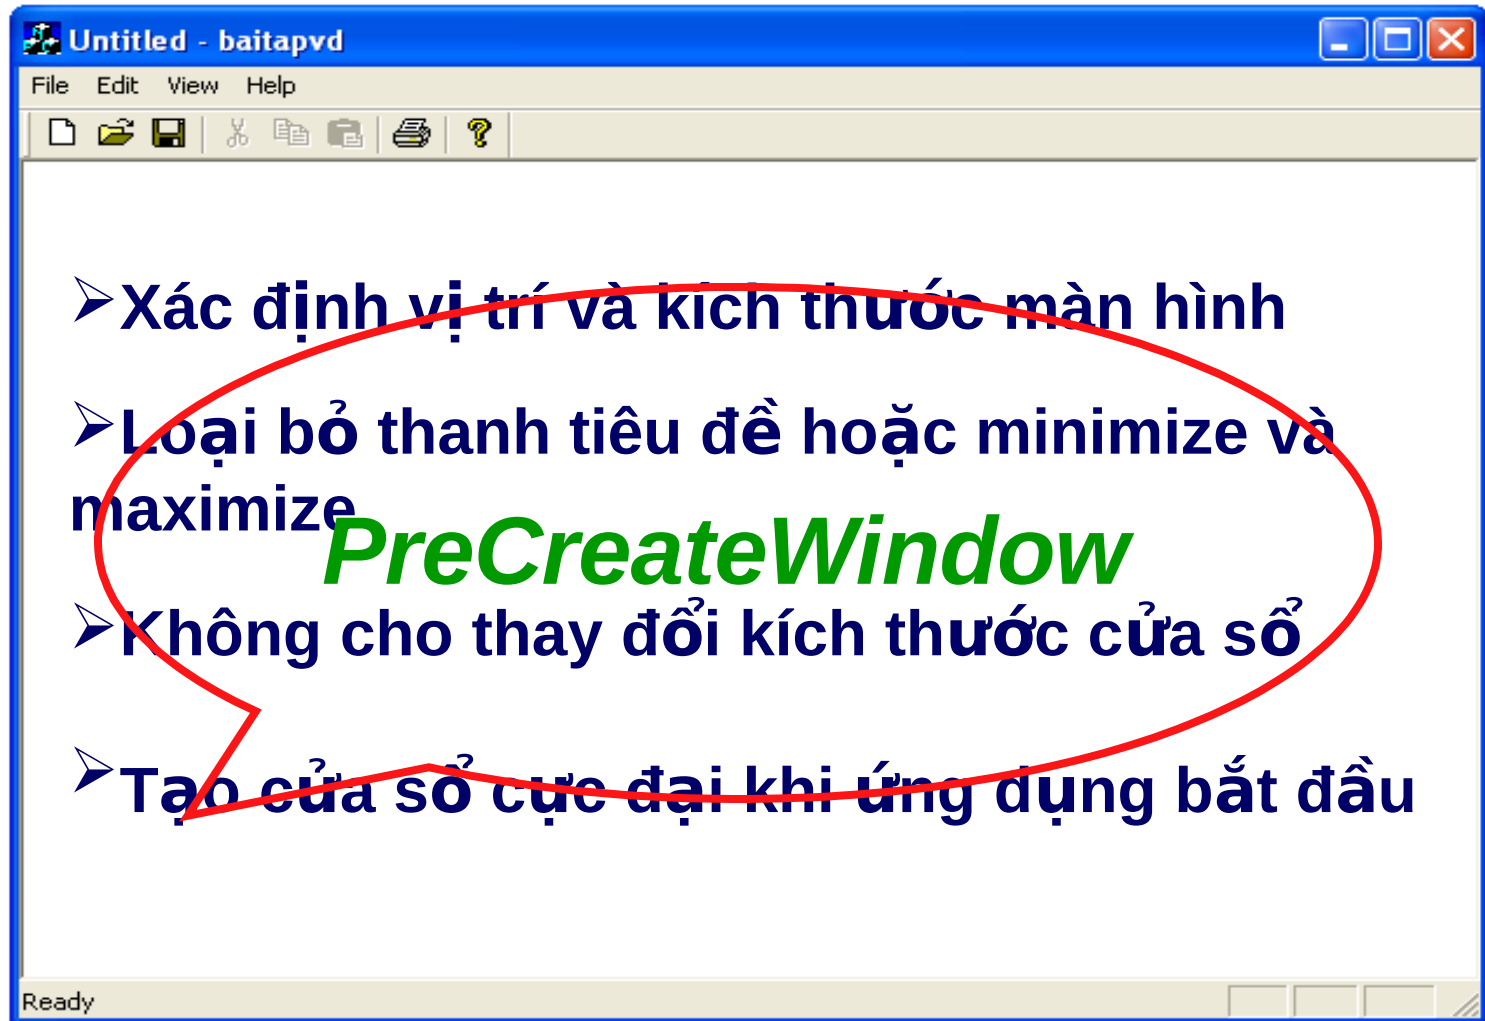 Untitled - baitapvd
File Edit View Help
➢Xác định vị trí và kích thước màn hình
➢Loại bỏ thanh tiêu đề hoặc minimize và
maximize
PreCreateWindow
➢Không cho thay đổi kích thước cửa sổ
➢Tạo cửa sổ cực đại khi ứng dụng bắt đầu
Ready